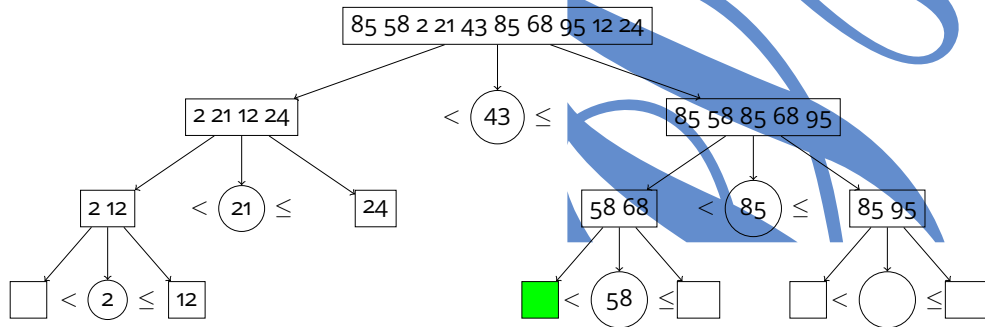 85 58 2 21 43 85 68 95 12 24
2 21 12 24 < 43 ≤ 85 58 85 68 95
2 12 < 21 ≤ 24 58 68 < 85 ≤ 85 95
< 2 ≤ 12 < 58 ≤ < ≤